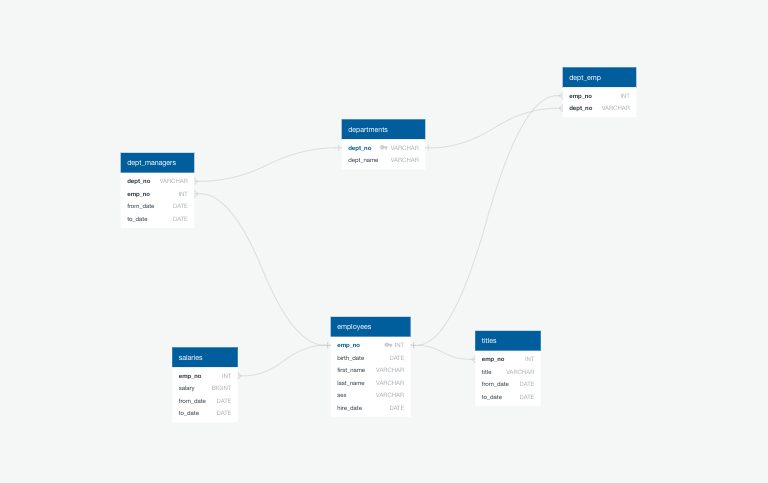 dept_emp
emp_no INT
dept_no VARCHAR
departments
dept_no VARCHAR
dept_name VARCHAR
dept_managers
dept_no VARCHAR
emp_no INT
from_date DATE
to_date DATE
employees
emp_no INT
birth_date DATE
first_name VARCHAR
last_name VARCHAR
sex VARCHAR
hire_date DATE
titles
emp_no INT
title VARCHAR
from_date DATE
to_date DATE
salaries
emp_no INT
salary BIGINT
from_date DATE
to_date DATE